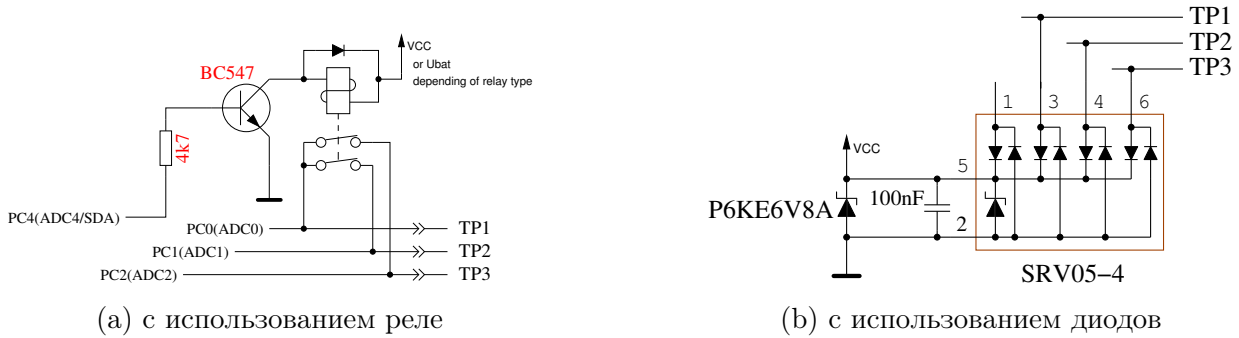 VCC
or Ubat
depending of relay type
BC547
4k7
PC4(ADC4/SDA)
PC0(ADC0)
TP1
PC1(ADC1)
TP2
PC2(ADC2)
TP3
(a) с использованием реле
TP1
TP2
TP3
1 3 4 6
VCC
5
P6KE6V8A
100nF
2
SRV05−4
(b) с использованием диодов